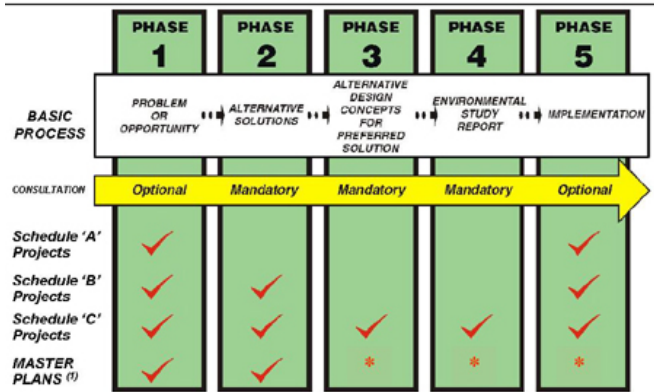 PHASE 1
PHASE 2
PHASE 3
PHASE 4
PHASE 5
BASIC
PROCESS
PROBLEM
OR
OPPORTUNITY
ALTERNATIVE
SOLUTIONS
ALTERNATIVE
DESIGN
CONCEPTS
FOR
PREFERRED
SOLUTION
ENVIRONMENTAL
STUDY
REPORT
IMPLEMENTATION
CONSULTATION Optional Mandatory Mandatory Mandatory Optional
Schedule ‘A’
Projects
Schedule ‘B’
Projects
Schedule ‘C’
Projects
MASTER
PLANS (1)
* * *